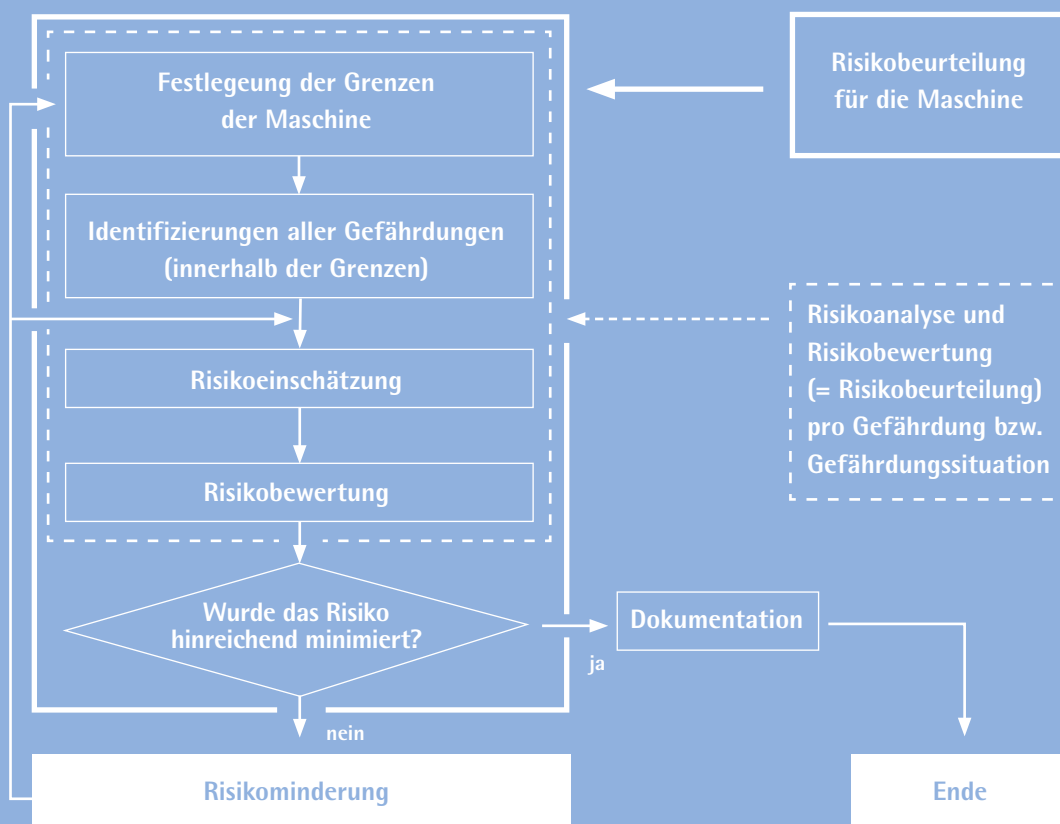 Festlegeung der Grenzen
der Maschine
Identifizierungen aller Gefährdungen
(innerhalb der Grenzen)
Risikoeinschätzung
Risikobewertung
Wurde das Risiko
hinreichend minimiert?
nein
Risikominderung
ja
Dokumentation
Ende
Risikobeurteilung
für die Maschine
Risikoanalyse und
Risikobewertung
(= Risikobeurteilung)
pro Gefährdung bzw.
Gefährdungssituation